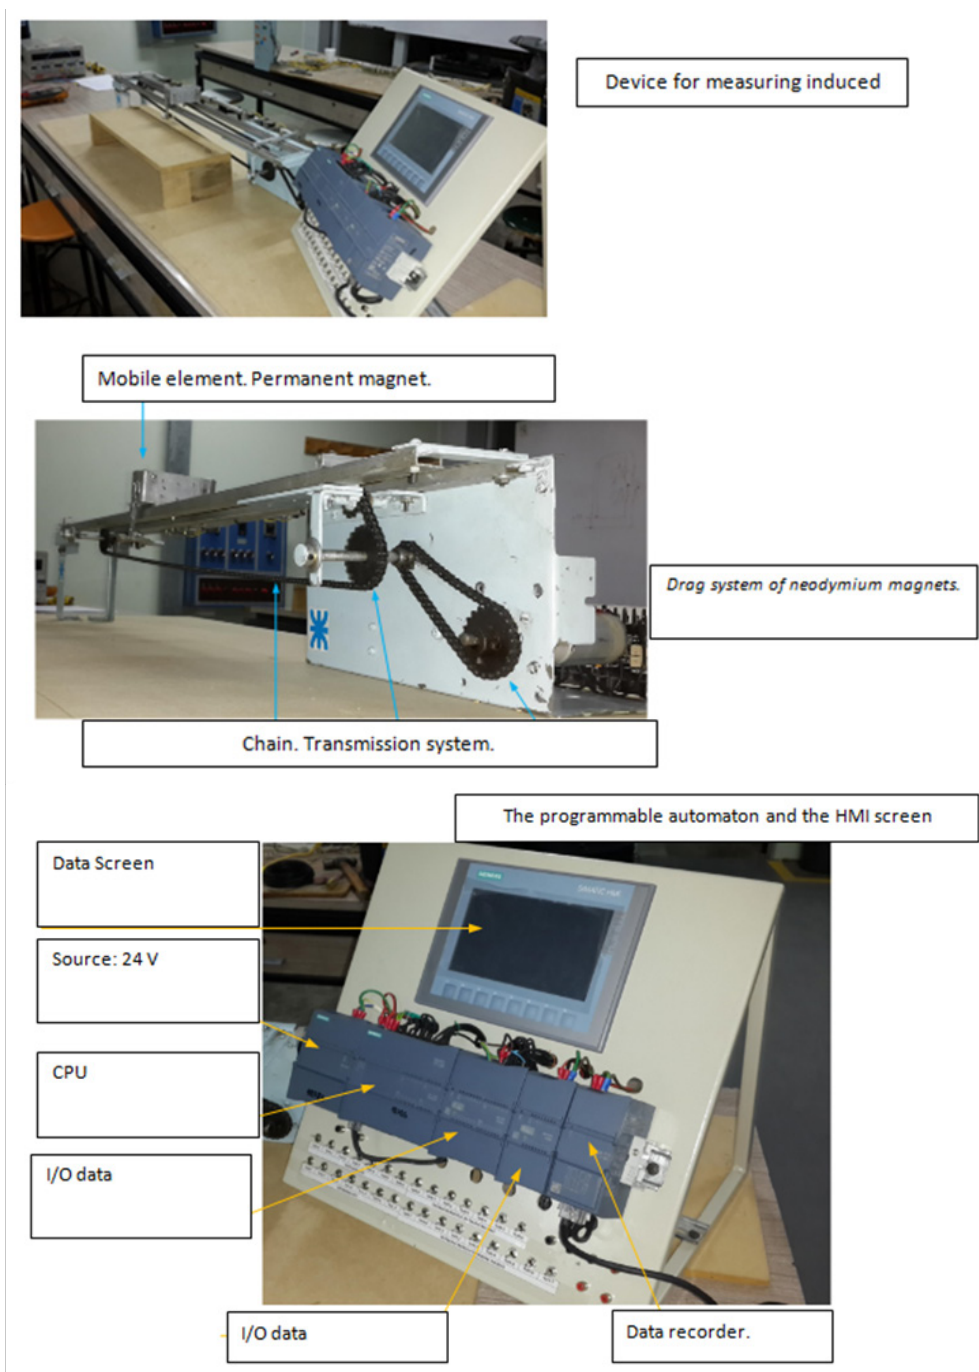 Device for measuring induced
Mobile element. Permanent magnet.
Drag system of neodymium magnets.
Chain. Transmission system.
The programmable automaton and the HMI screen
Data Screen
SIEMENS
SIMATIC HMI
Source: 24 V
CPU
I/O data
I/O data
Data recorder.